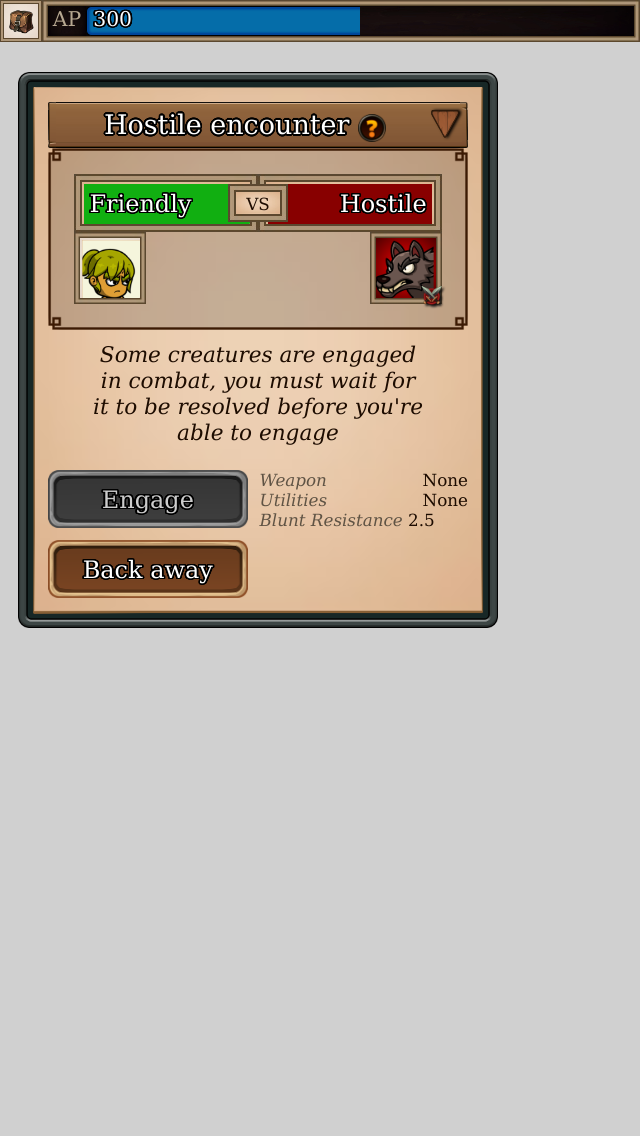 AP 300
Hostile encounter ?
Friendly VS Hostile
Some creatures are engaged
in combat, you must wait for
it to be resolved before you're
able to engage
Engage
Weapon None
Utilities None
Blunt Resistance 2.5
Back away